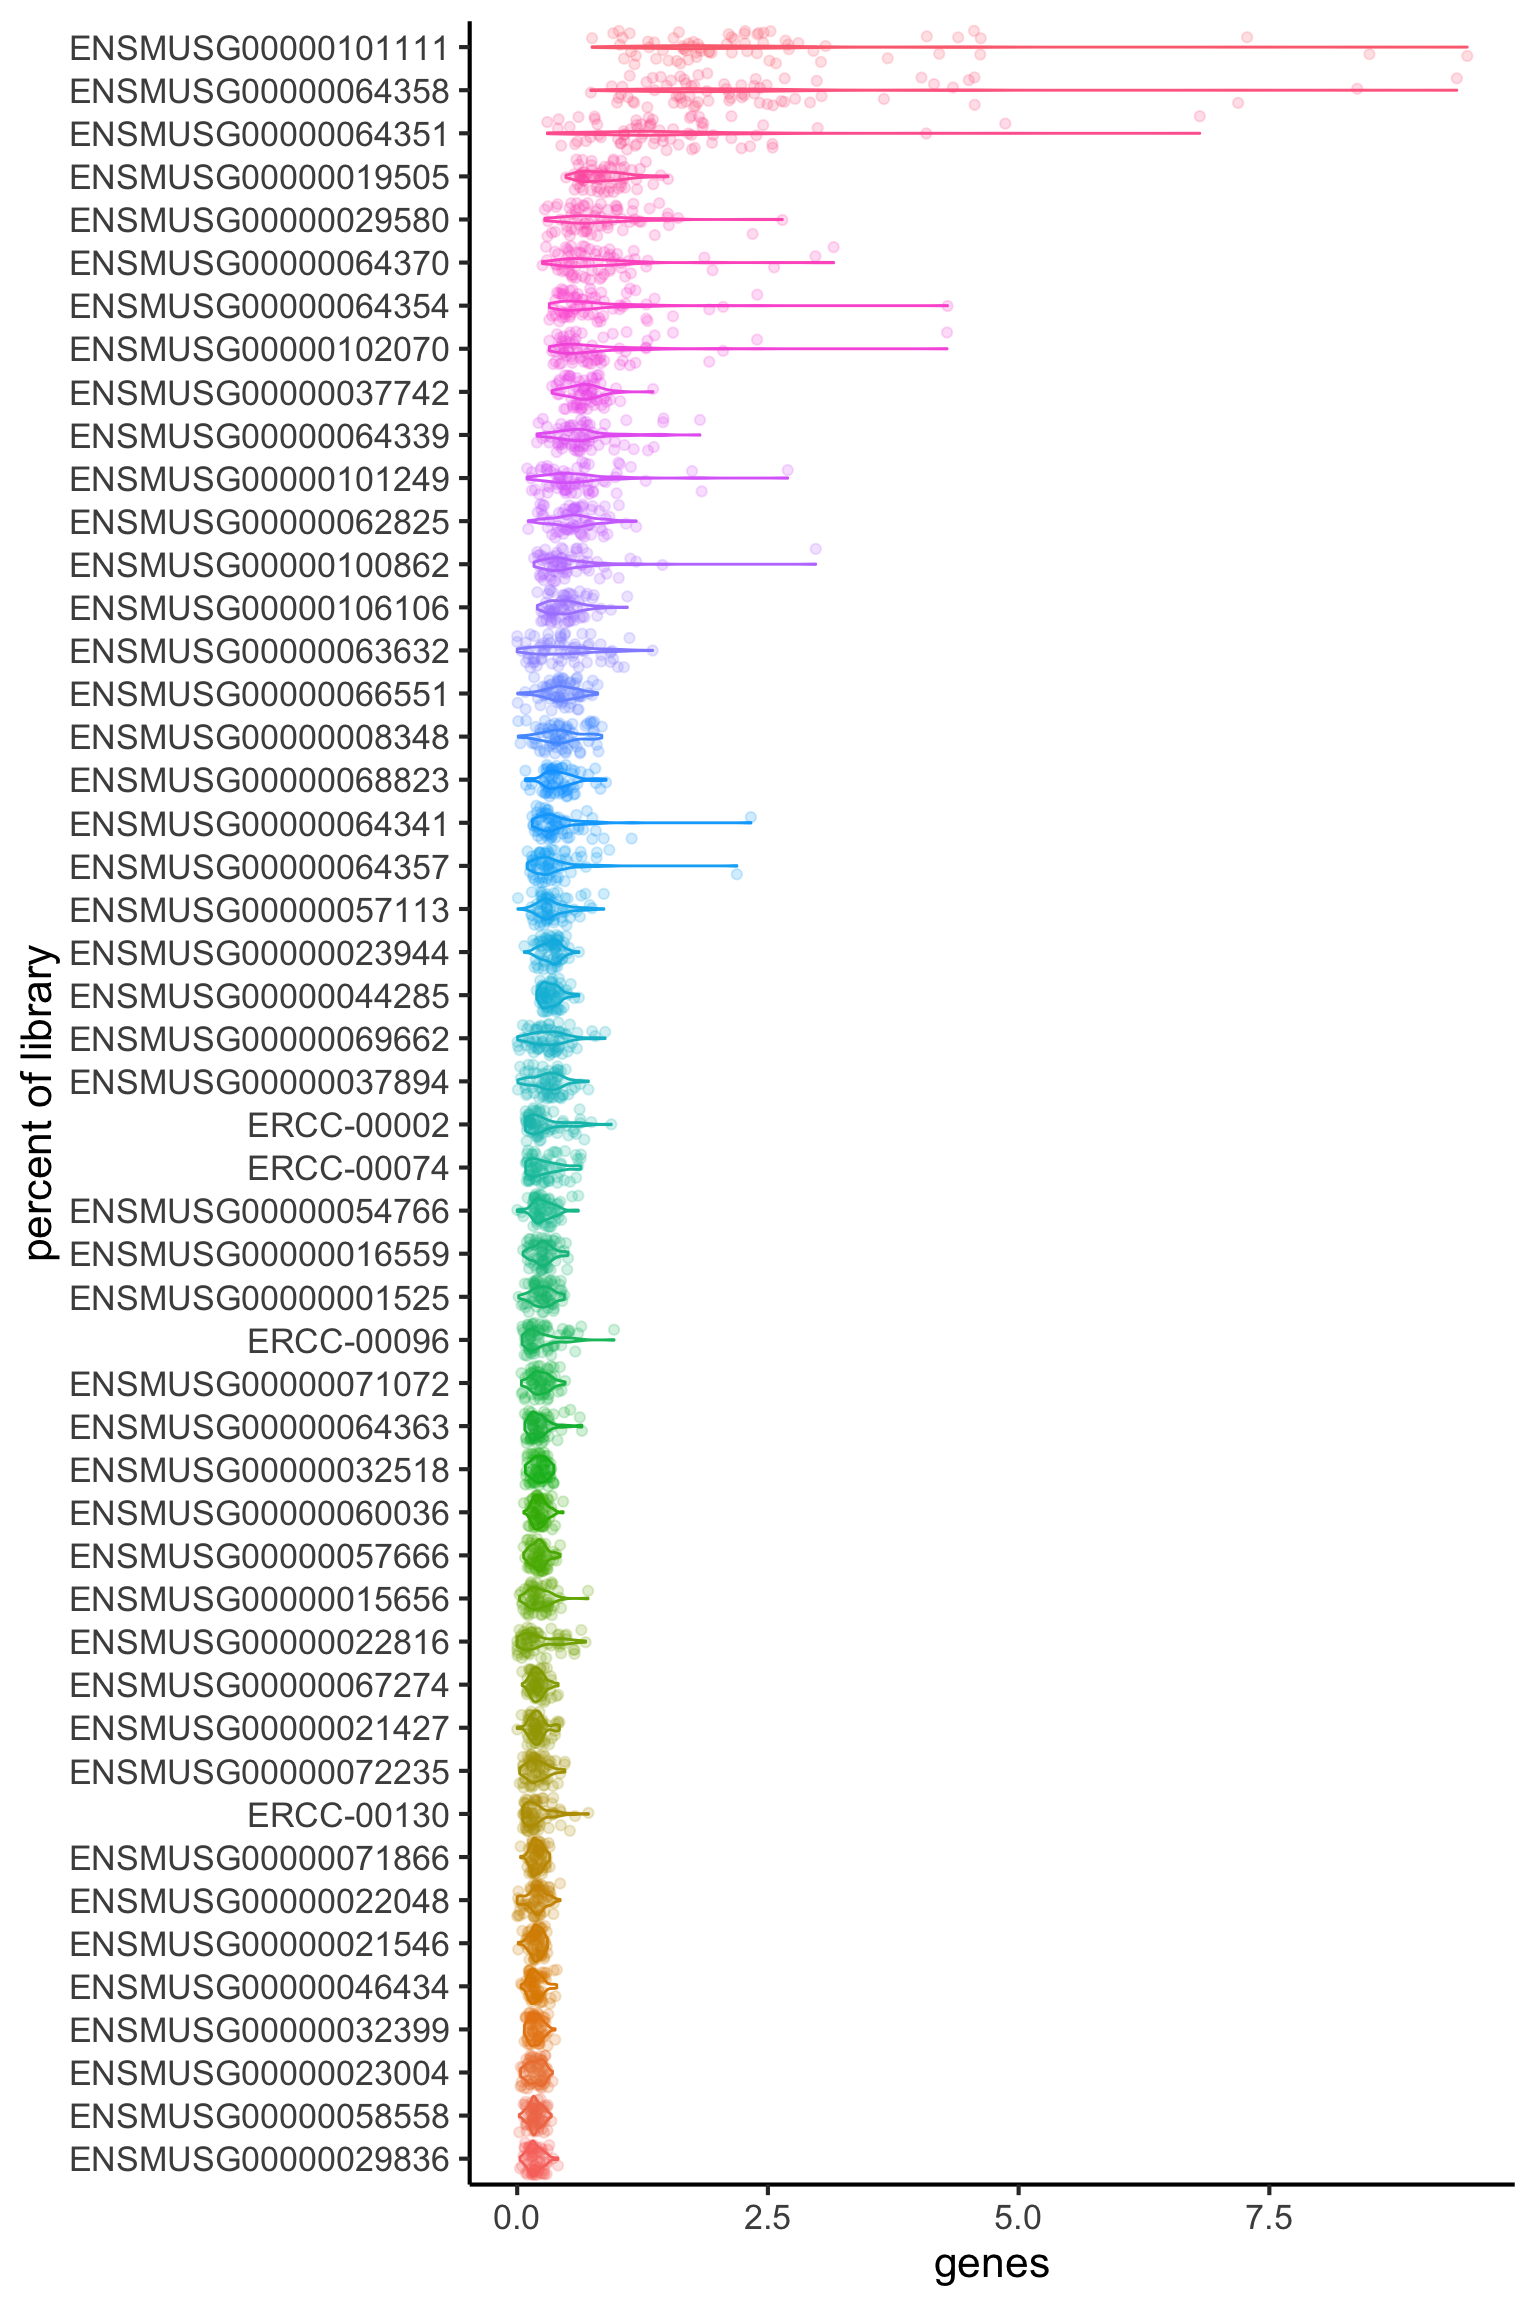 ENSMUSG00000101111
ENSMUSG00000064358
ENSMUSG00000064351
ENSMUSG00000019505
ENSMUSG00000029580
ENSMUSG00000064370
ENSMUSG00000064354
ENSMUSG00000102070
ENSMUSG00000037742
ENSMUSG00000064339
ENSMUSG00000101249
ENSMUSG00000062825
ENSMUSG00000100862
ENSMUSG00000106106
ENSMUSG00000063632
ENSMUSG00000066551
ENSMUSG00000008348
ENSMUSG00000068823
ENSMUSG00000064341
ENSMUSG00000064357
ENSMUSG00000057113
ENSMUSG00000023944
ENSMUSG00000044285
ENSMUSG00000069662
ENSMUSG00000037894
ERCC-00002
ERCC-00074
ENSMUSG00000054766
ENSMUSG00000016559
ENSMUSG00000001525
ERCC-00096
ENSMUSG00000071072
ENSMUSG00000064363
ENSMUSG00000032518
ENSMUSG00000060036
ENSMUSG00000057666
ENSMUSG00000015656
ENSMUSG00000022816
ENSMUSG00000067274
ENSMUSG00000021427
ENSMUSG00000072235
ERCC-00130
ENSMUSG00000071866
ENSMUSG00000022048
ENSMUSG00000021546
ENSMUSG00000046434
ENSMUSG00000032399
ENSMUSG00000023004
ENSMUSG00000058558
ENSMUSG00000029836
percent of library
0.0 2.5 5.0 7.5
genes